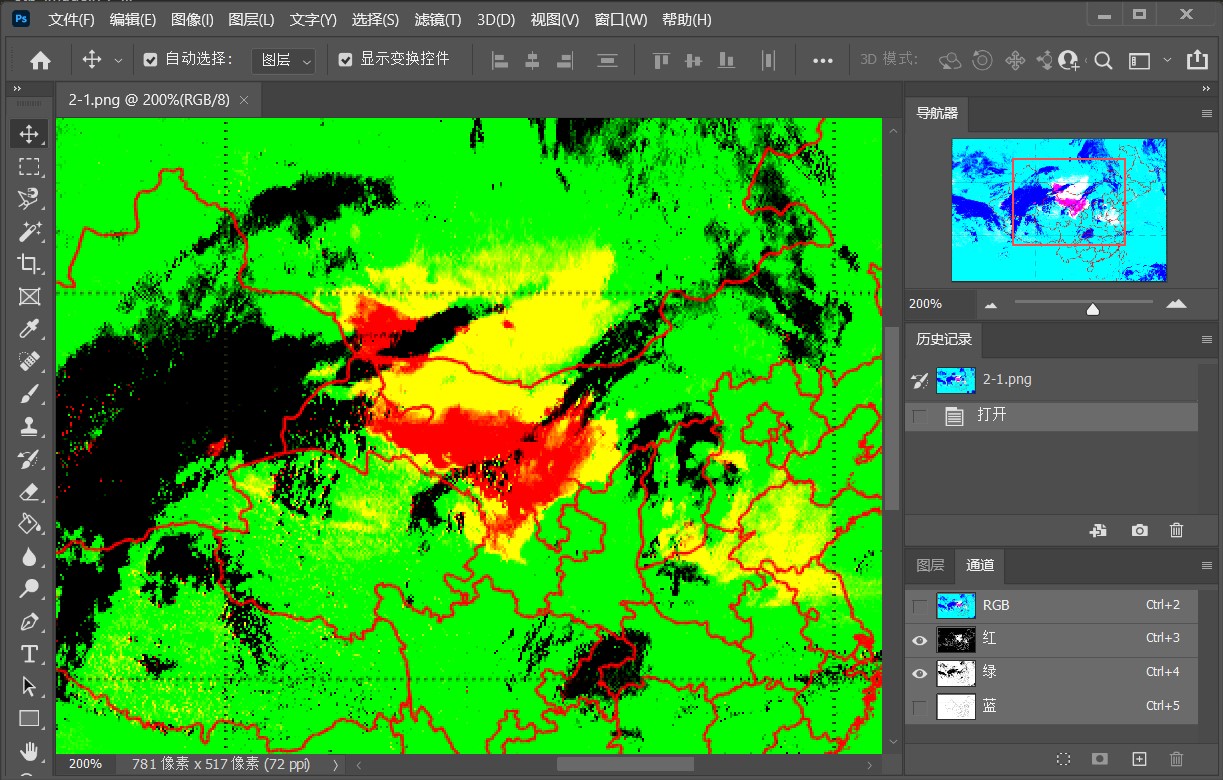 Ps 文件(F) 编辑(E) 图像(I) 图层(L) 文字(Y) 选择(S) 滤镜(T) 3D(D) 视图(V) 窗口(W) 帮助(H)
自动选择: 图层 显示变换控件 3D 模式:
2-1.png @ 200%(RGB/8) ×
导航器
200%
历史记录
2-1.png
打开
图层 通道
RGB Ctrl+2
红 Ctrl+3
绿 Ctrl+4
蓝 Ctrl+5
200% 781 像素 x 517 像素 (72 ppi)